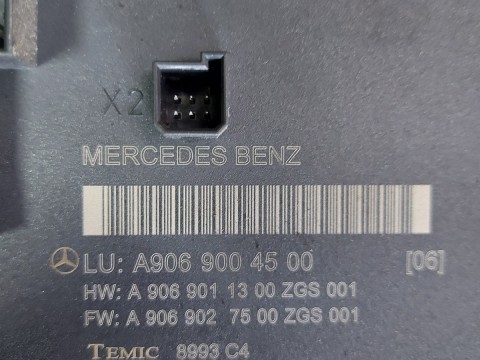 X2
MERCEDES BENZ
LU: A906 900 45 00 [06]
HW: A 906 901 13 00 ZGS 001
FW: A 906 902 75 00 ZGS 001
TEMIC 8993 C4